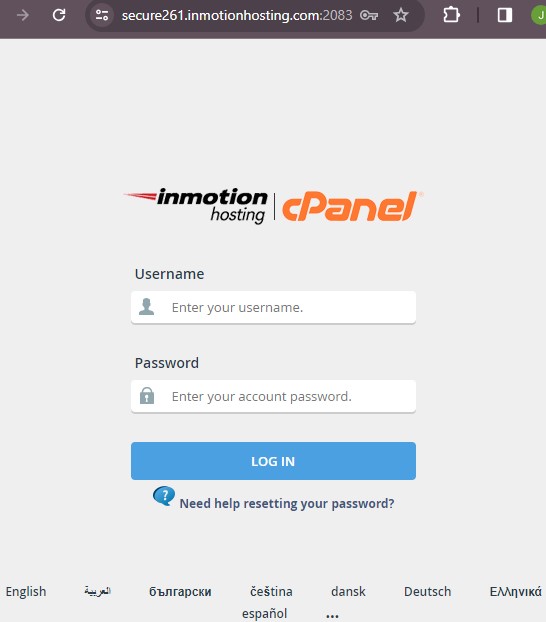 secure261.inmotionhosting.com:2083
J
inmotion hosting | cPanel®
Username
Enter your username.
Password
Enter your account password.
LOG IN
? Need help resetting your password?
English العربية български čeština dansk Deutsch Ελληνικά
español ...